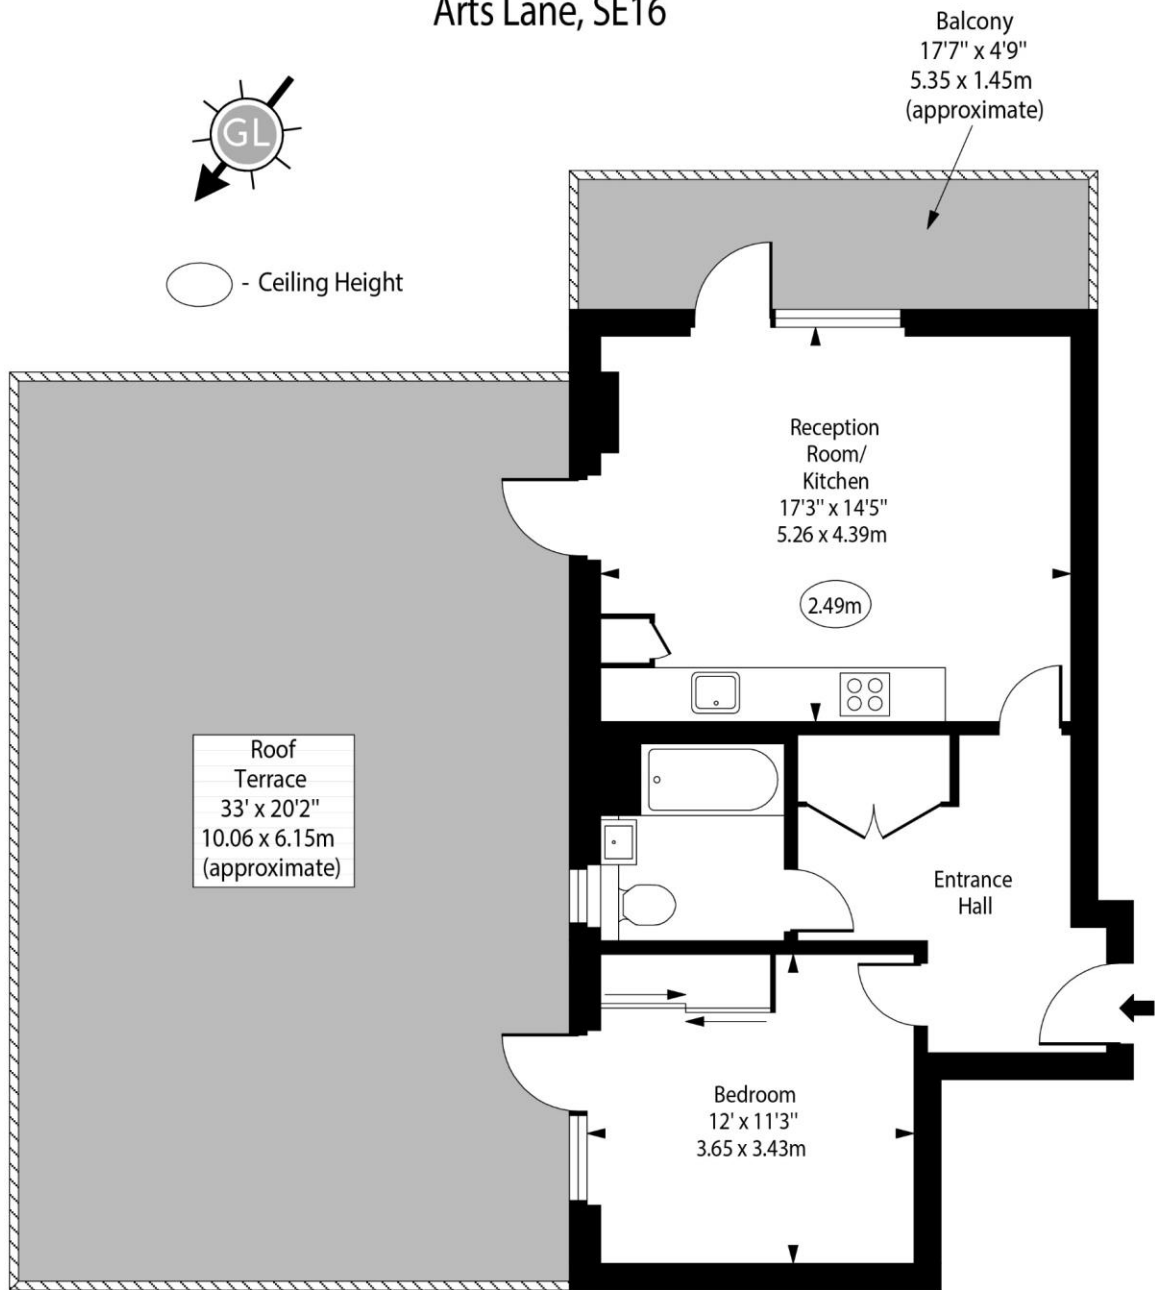 Arts Lane, SE16
Balcony
17'7" x 4'9"
5.35 x 1.45m
(approximate)
GL
- Ceiling Height
Reception
Room/
Kitchen
17'3" x 14'5"
5.26 x 4.39m
2.49m
Roof
Terrace
33' x 20'2"
10.06 x 6.15m
(approximate)
Entrance
Hall
Bedroom
12' x 11'3"
3.65 x 3.43m